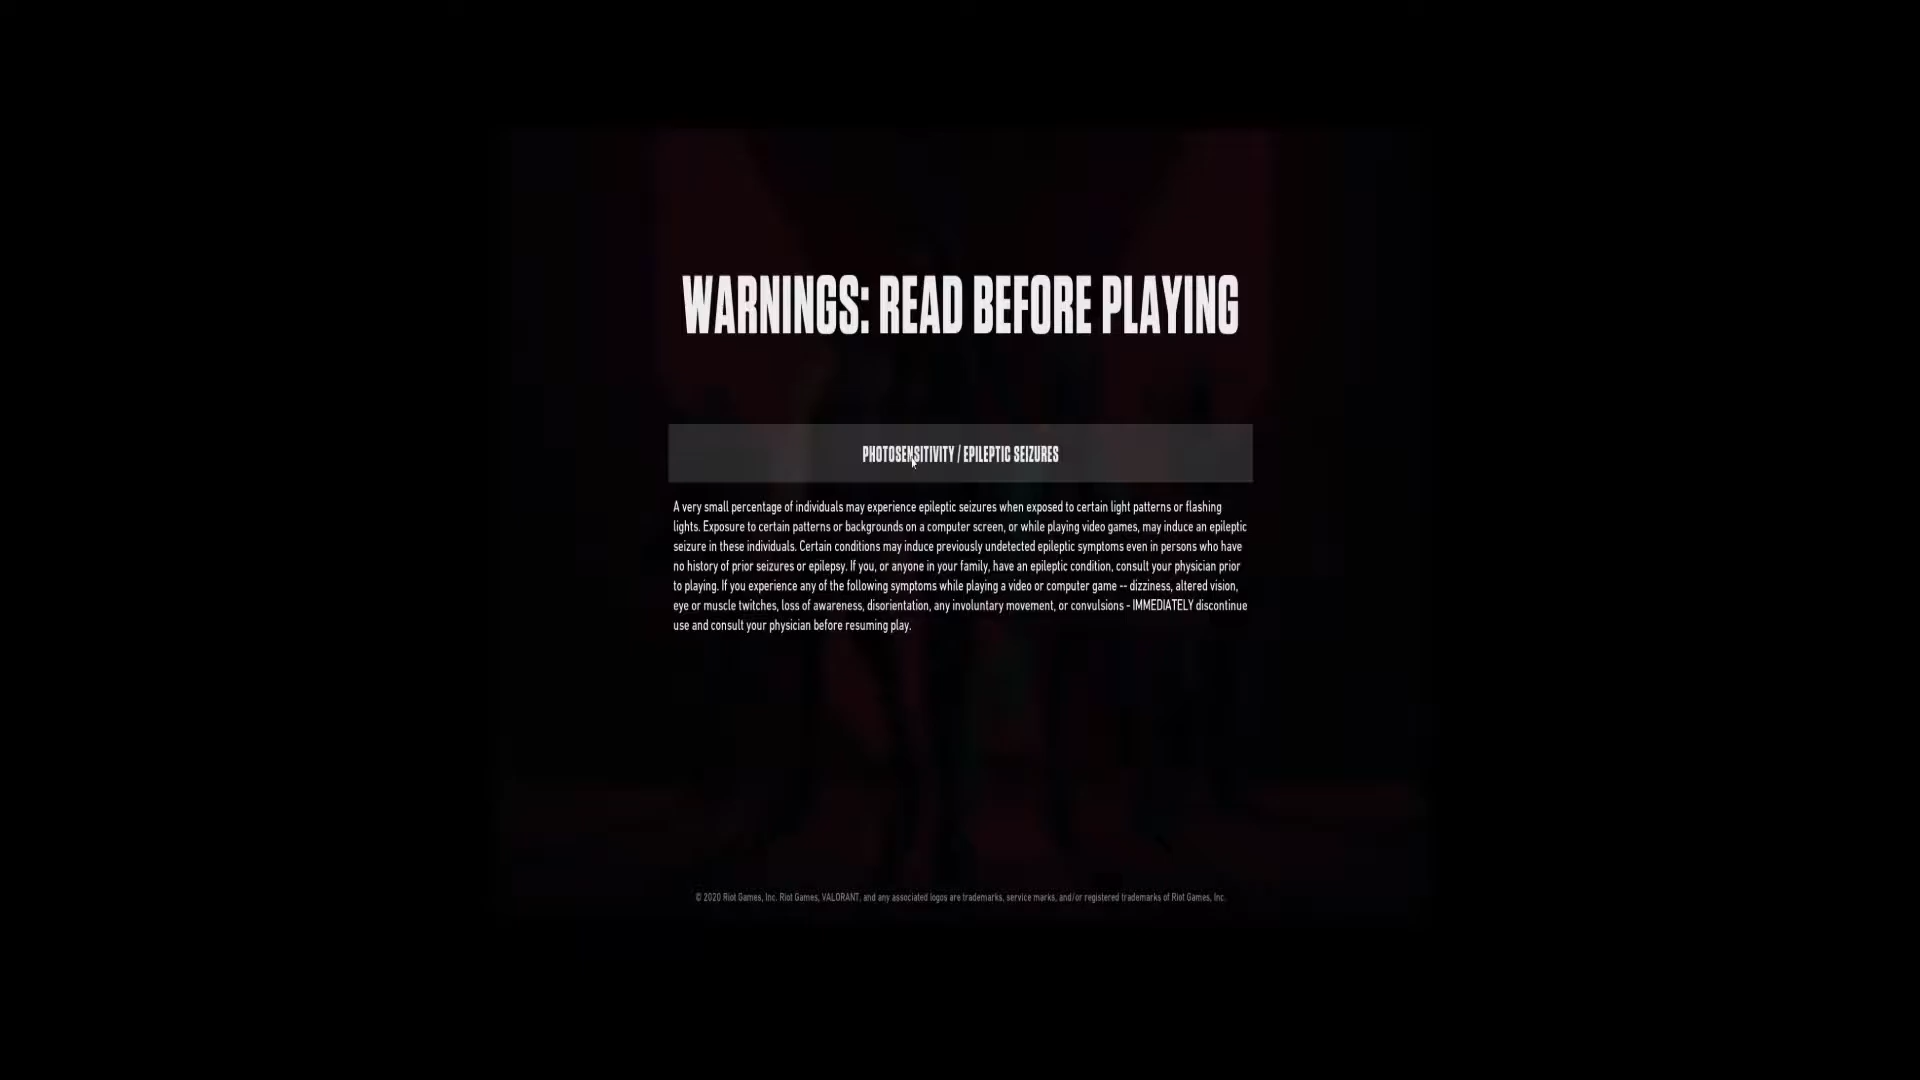 WARNINGS: READ BEFORE PLAYING
PHOTOSENSITIVITY / EPILEPTIC SEIZURES
A very small percentage of individuals may experience epileptic seizures when exposed to certain light patterns or flashing
lights. Exposure to certain patterns or backgrounds on a computer screen, or while playing video games, may induce an epileptic
seizure in these individuals. Certain conditions may induce previously undetected epileptic symptoms even in persons who have
no history of prior seizures or epilepsy. If you, or anyone in your family, have an epileptic condition, consult your physician prior
to playing. If you experience any of the following symptoms while playing a video or computer game -- dizziness, altered vision,
eye or muscle twitches, loss of awareness, disorientation, any involuntary movement, or convulsions - IMMEDIATELY discontinue
use and consult your physician before resuming play.
© 2020 Riot Games, Inc. Riot Games, VALORANT, and any associated logos are trademarks, service marks, and/or registered trademarks of Riot Games, Inc.